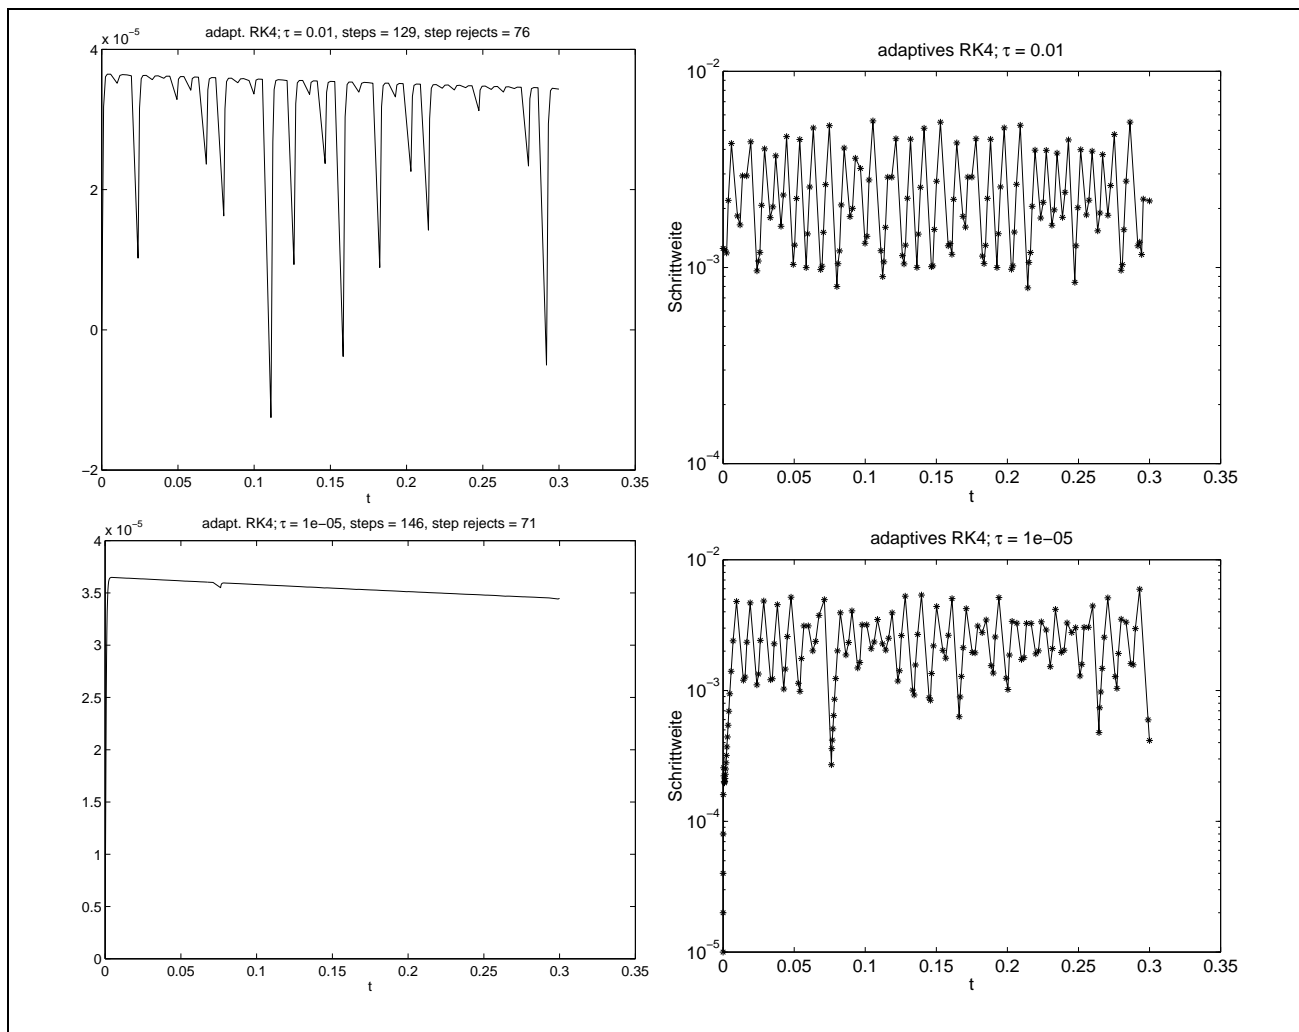 adapt. RK4; τ = 0.01, steps = 129, step rejects = 76
4 x 10⁻⁵
2
0
−2
0 0.05 0.1 0.15 0.2 0.25 0.3 0.35
t
adaptives RK4; τ = 0.01
10⁻²
10⁻³
10⁻⁴
Schrittweite
0 0.05 0.1 0.15 0.2 0.25 0.3 0.35
t
adapt. RK4; τ = 1e−05, steps = 146, step rejects = 71
4 x 10⁻⁵
3.5
3
2.5
2
1.5
1
0.5
0
0 0.05 0.1 0.15 0.2 0.25 0.3 0.35
t
adaptives RK4; τ = 1e−05
10⁻²
10⁻³
10⁻⁴
10⁻⁵
Schrittweite
0 0.05 0.1 0.15 0.2 0.25 0.3 0.35
t